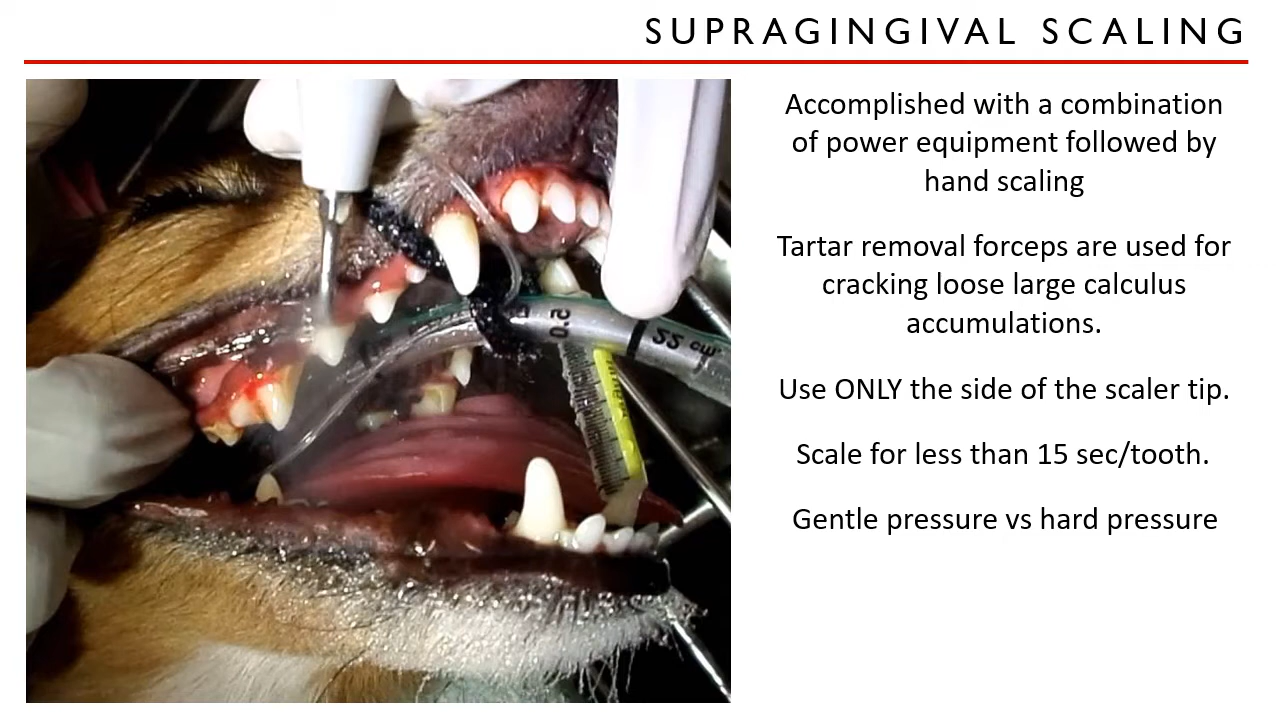 SUPRAGINGIVAL SCALING
Accomplished with a combination
of power equipment followed by
hand scaling
Tartar removal forceps are used for
cracking loose large calculus
accumulations.
Use ONLY the side of the scaler tip.
Scale for less than 15 sec/tooth.
Gentle pressure vs hard pressure
22 cm